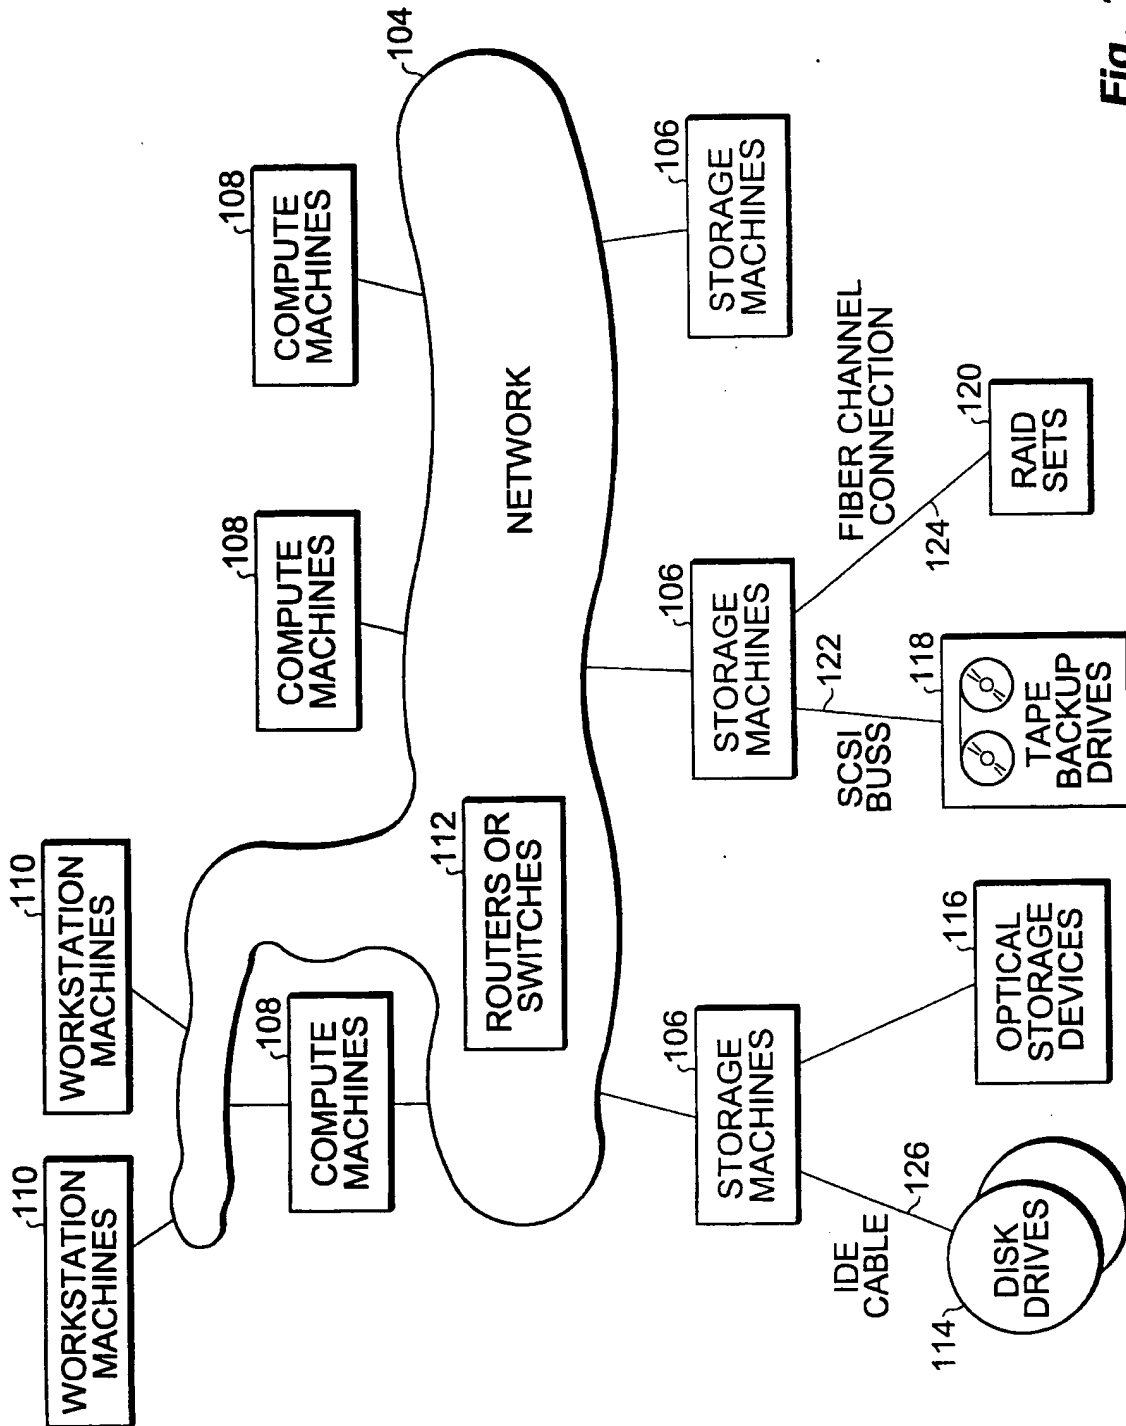 110
WORKSTATION
MACHINES
110
WORKSTATION
MACHINES
108
COMPUTE
MACHINES
108
COMPUTE
MACHINES
108
COMPUTE
MACHINES
104
NETWORK
112
ROUTERS OR
SWITCHES
106
STORAGE
MACHINES
106
STORAGE
MACHINES
106
STORAGE
MACHINES
IDE
CABLE
126
SCSI
BUSS
122
FIBER CHANNEL
CONNECTION
124
114
DISK
DRIVES
116
OPTICAL
STORAGE
DEVICES
118
TAPE
BACKUP
DRIVES
120
RAID
SETS
Fig.